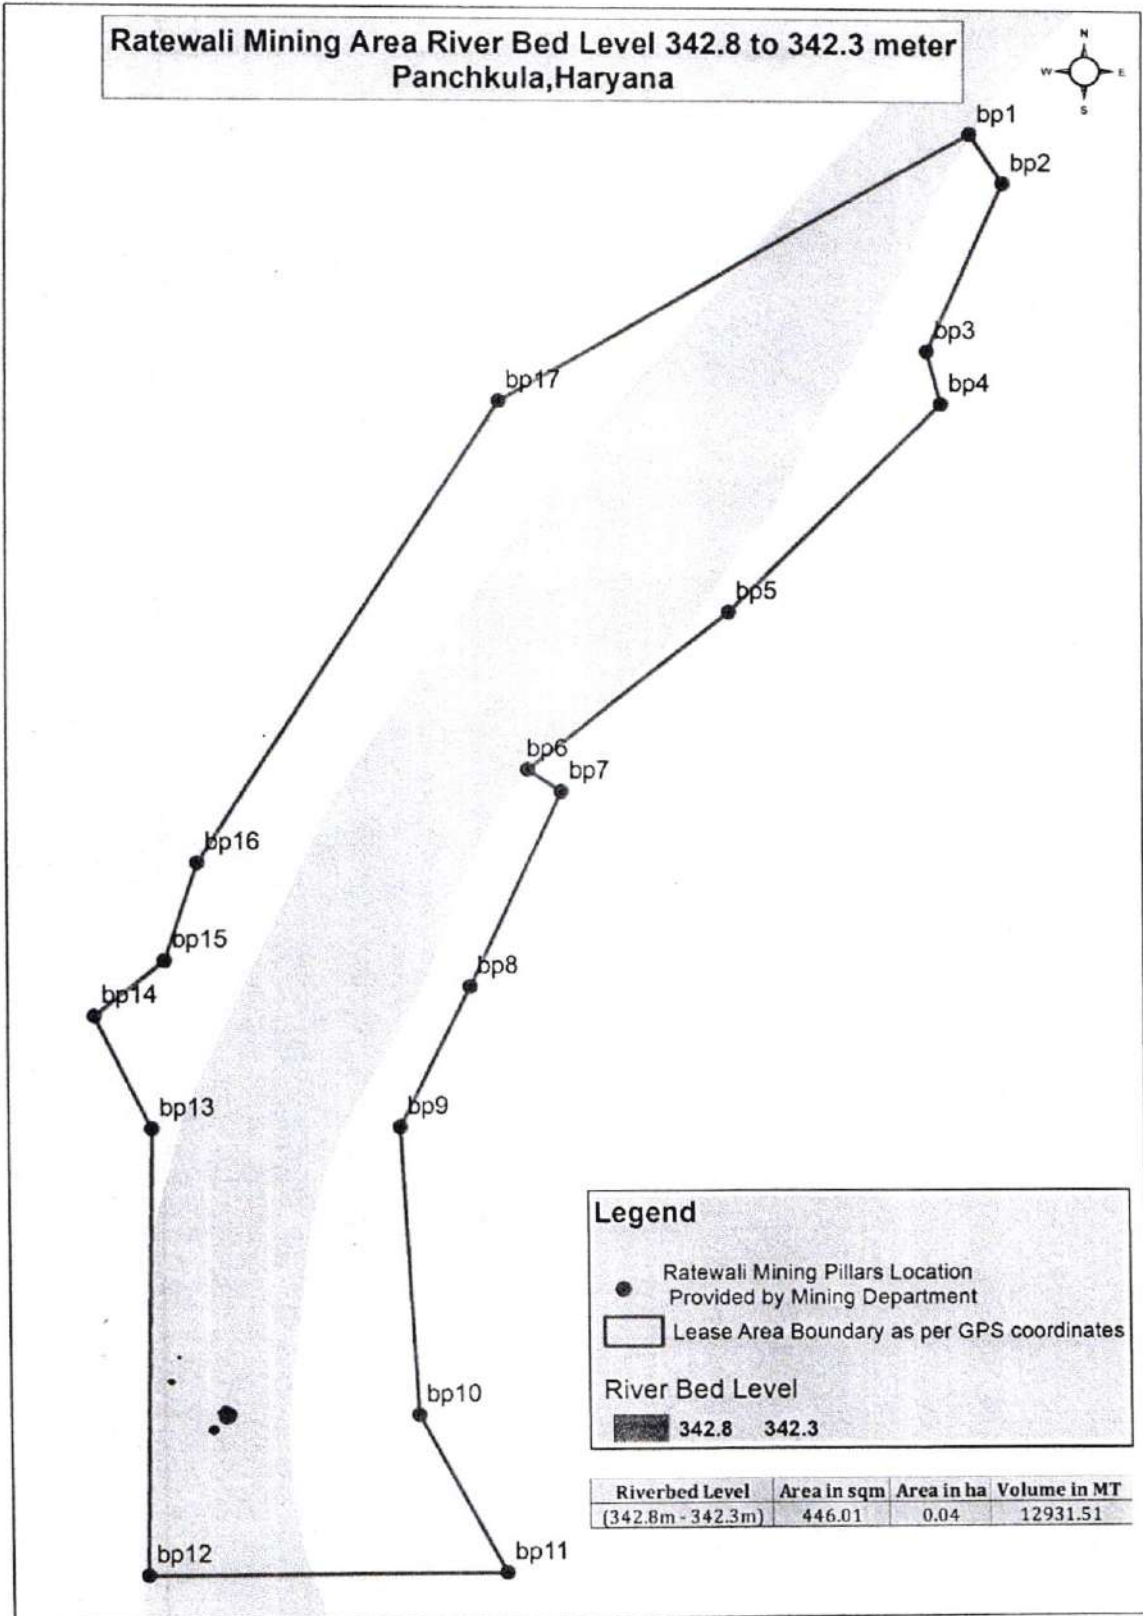 Ratewali Mining Area River Bed Level 342.8 to 342.3 meter
Panchkula,Haryana
N
W E
S
bp1
bp2
bp3
bp17
bp4
bp5
bp6
bp7
bp16
bp15
bp8
bp14
bp13
bp9
Legend
Ratewali Mining Pillars Location
Provided by Mining Department
Lease Area Boundary as per GPS coordinates
River Bed Level
342.8 342.3
bp10
Riverbed Level Area in sqm Area in ha Volume in MT
(342.8m - 342.3m) 446.01 0.04 12931.51
bp12
bp11